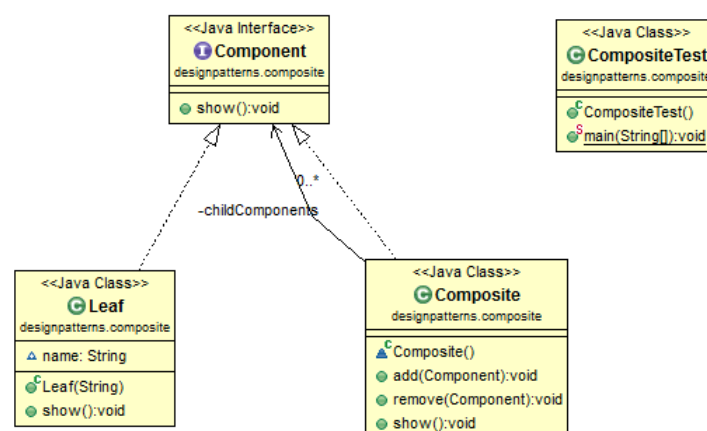 <<Java Interface>>
Component
designpatterns.composite
show():void
<<Java Class>>
CompositeTest
designpatterns.composite
CompositeTest()
main(String[]):void
0..*
-childComponents
<<Java Class>>
Leaf
designpatterns.composite
name: String
Leaf(String)
show():void
<<Java Class>>
Composite
designpatterns.composite
Composite()
add(Component):void
remove(Component):void
show():void